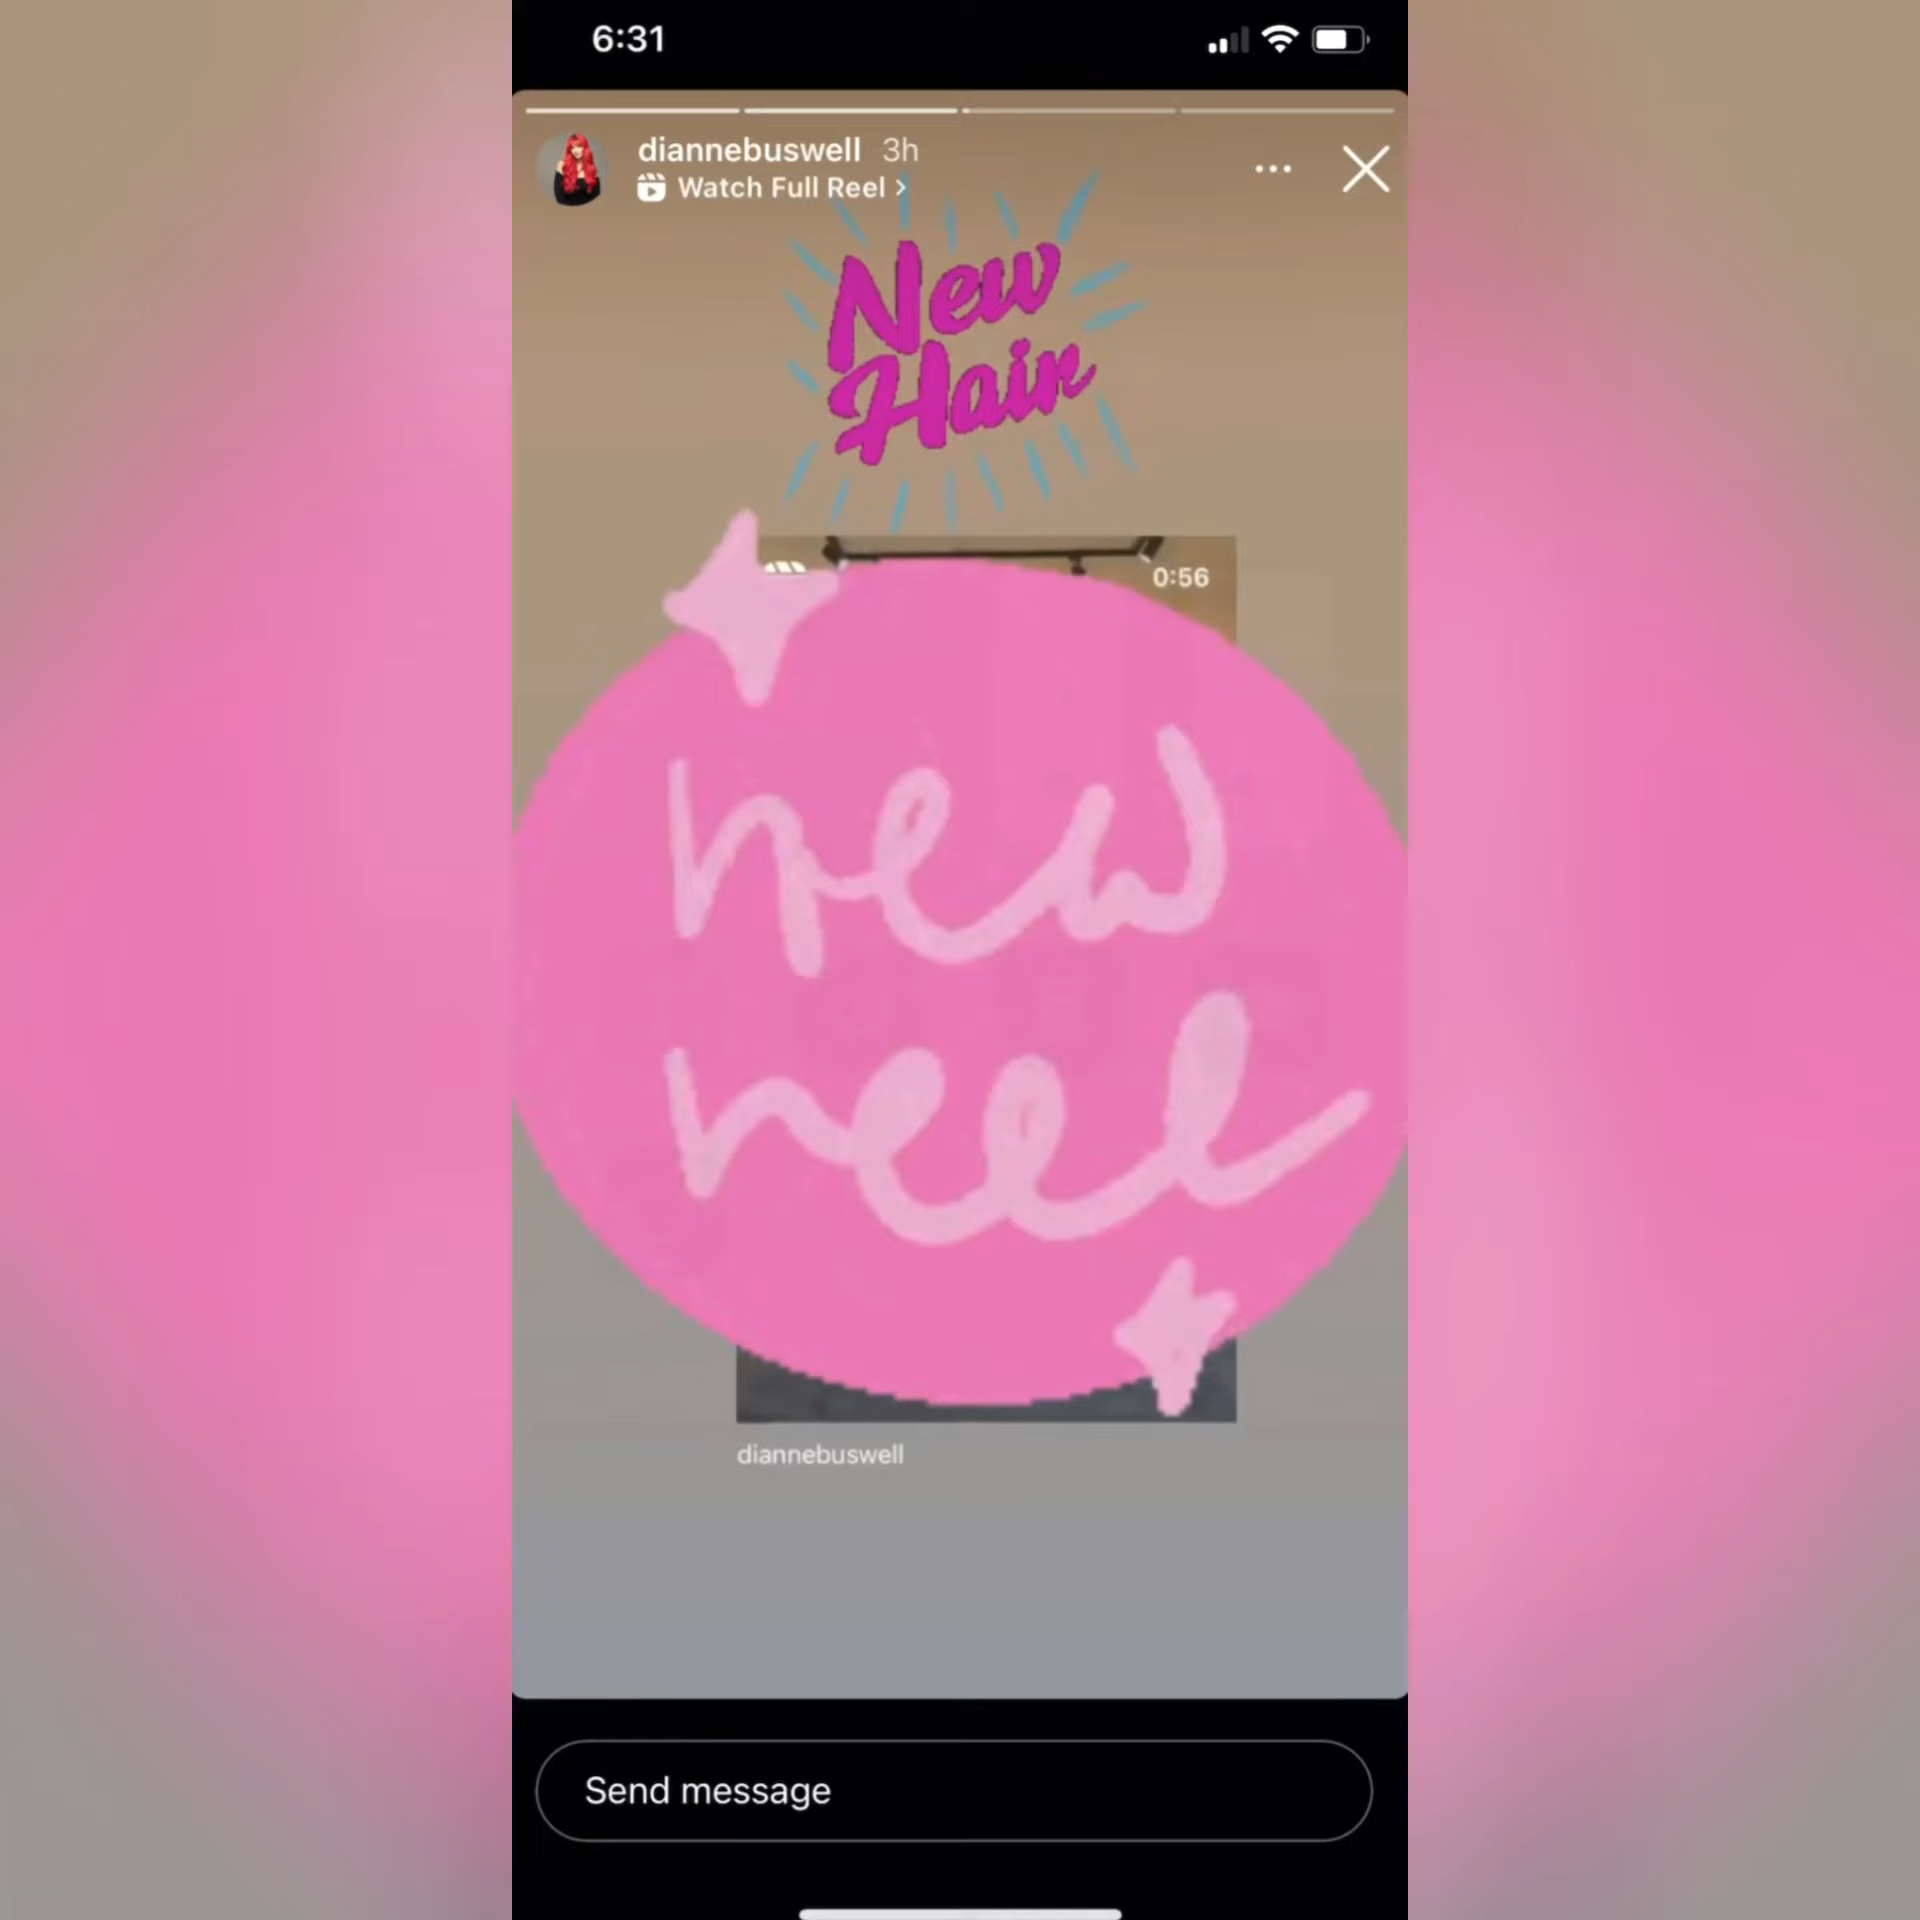 6:31
diannebuswell 3h
Watch Full Reel >
New
Hair
0:56
new
reel
diannebuswell
Send message